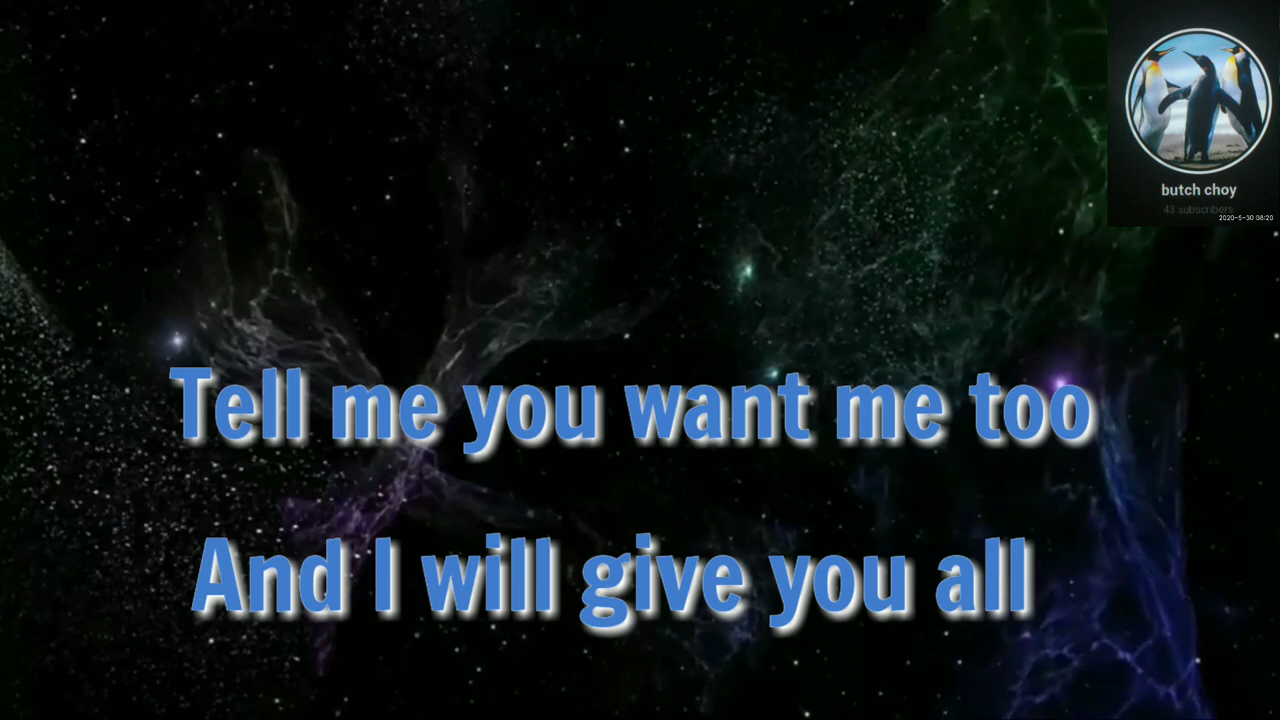 butch choy
43 subscribers
2020-5-30 08:20
Tell me you want me too
And I will give you all